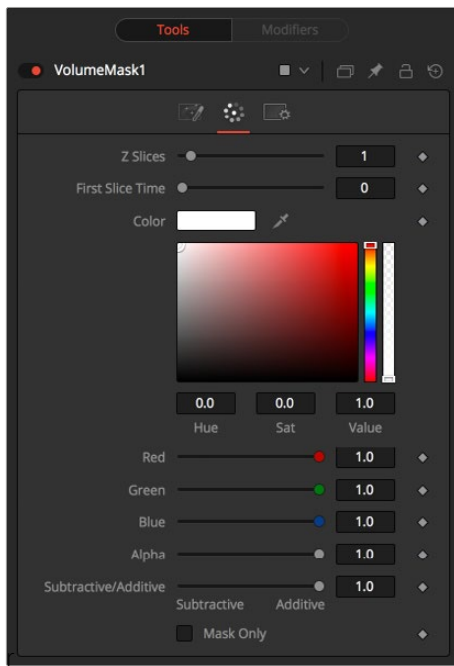 Tools Modifiers
VolumeMask1
Z Slices 1
First Slice Time 0
Color
0.0 0.0 1.0
Hue Sat Value
Red 1.0
Green 1.0
Blue 1.0
Alpha 1.0
Subtractive/Additive 1.0
Subtractive Additive
Mask Only